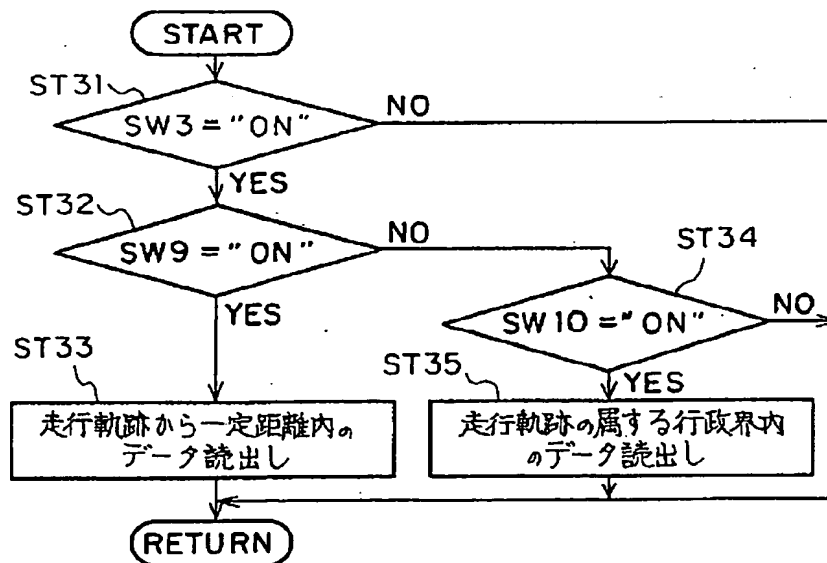 START
ST31
SW3="ON"
NO
YES
ST32
SW9="ON"
NO
ST34
YES
SW10="ON"
NO
ST33
ST35
YES
走行軌跡から一定距離内の
データ読出し
走行軌跡の属する行政界内
のデータ読出し
RETURN